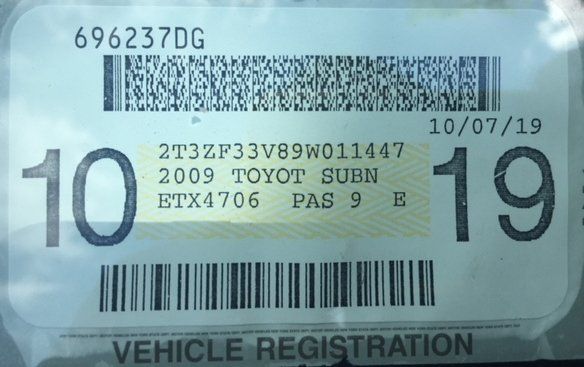 696237DG
10/07/19
10
2T3ZF33V89W011447
2009 TOYOT SUBN
ETX4706 PAS 9 E
19
VEHICLE REGISTRATION